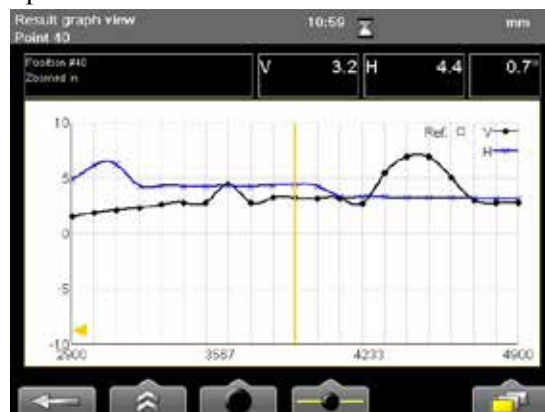 Result graph view
10:59
mm
Point 40
Position #40
Zoomed in
V 3.2
H 4.4
0.7°
10
Ref.
V
H
5
0
-5
-10
2900
3567
4233
4900